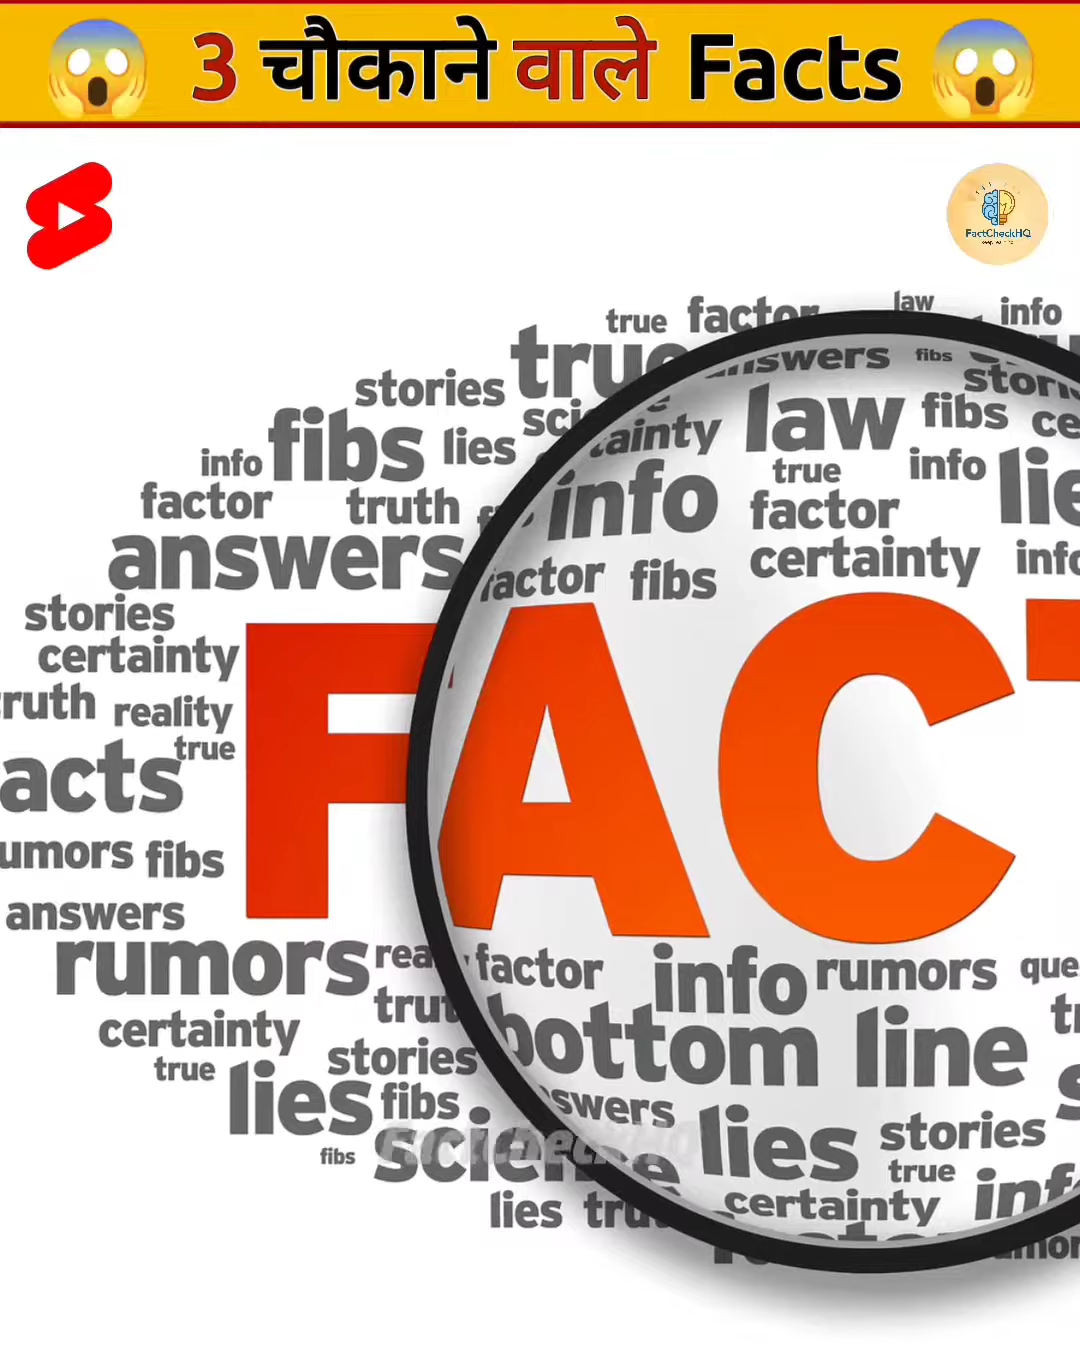 3 चौकाने वाले Facts
FactCheckHQ
true factor law info
stories true answers fibs
fibs lies law fibs
info info true info
factor truth factor
answers certainty
factor fibs
stories
certainty
reality
true
FACT
fibs
answers
rumors factor info rumors
certainty bottom line
true stories
lies fibs lies stories
fibs science true
lies certainty
FactCheckHQ